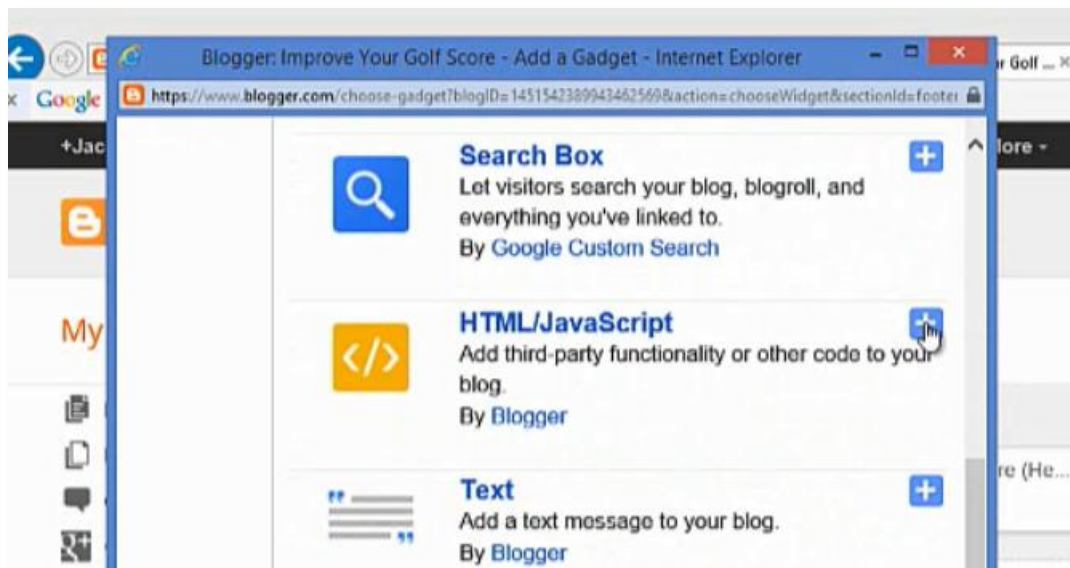 Blogger: Improve Your Golf Score - Add a Gadget - Internet Explorer
r Golf ...
Google
https://www.blogger.com/choose-gadget?blogID=1451542389943462569&action=chooseWidget&sectionId=footer
+Jac
lore
Search Box
Let visitors search your blog, blogroll, and
everything you've linked to.
By Google Custom Search
My
HTML/JavaScript
Add third-party functionality or other code to your
blog.
By Blogger
re (He...
Text
Add a text message to your blog.
By Blogger